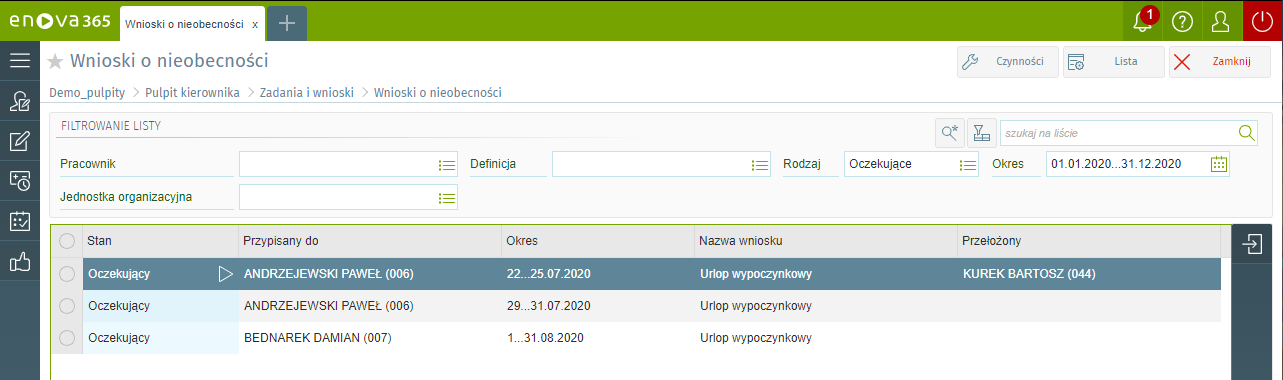 enova365 Wnioski o nieobecności x + 1
Wnioski o nieobecności Czynności Lista Zamknij
Demo_pulpity > Pulpit kierownika > Zadania i wnioski > Wnioski o nieobecności
FILTROWANIE LISTY szukaj na liście
Pracownik Definicja Rodzaj Oczekujące Okres 01.01.2020...31.12.2020
Jednostka organizacyjna
Stan Przypisany do Okres Nazwa wniosku Przełożony
Oczekujący ANDRZEJEWSKI PAWEŁ (006) 22...25.07.2020 Urlop wypoczynkowy KUREK BARTOSZ (044)
Oczekujący ANDRZEJEWSKI PAWEŁ (006) 29...31.07.2020 Urlop wypoczynkowy
Oczekujący BEDNAREK DAMIAN (007) 1...31.08.2020 Urlop wypoczynkowy